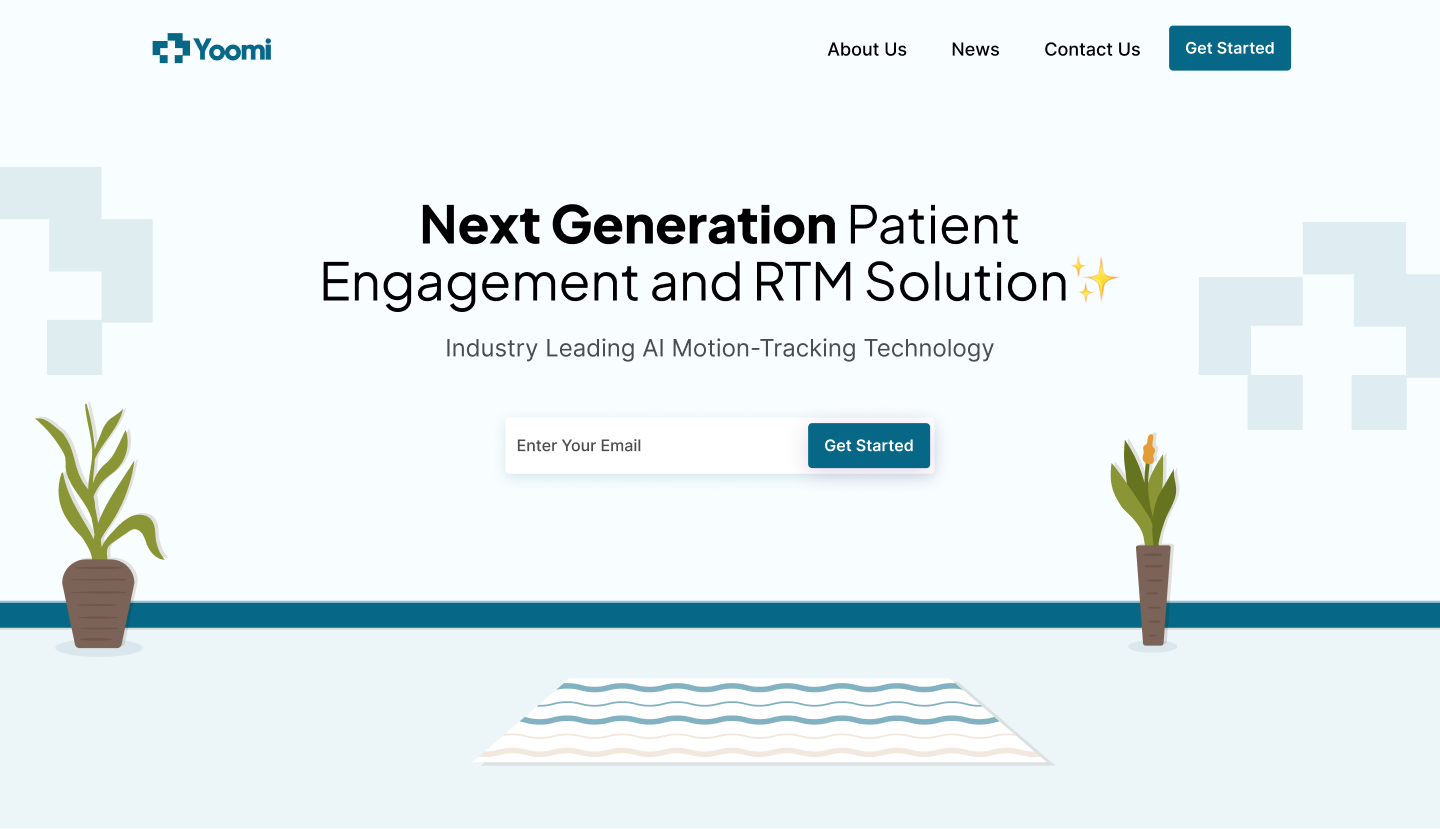 Yoomi
About Us
News
Contact Us
Get Started
Next Generation Patient
Engagement and RTM Solution✨
Industry Leading AI Motion-Tracking Technology
Enter Your Email
Get Started